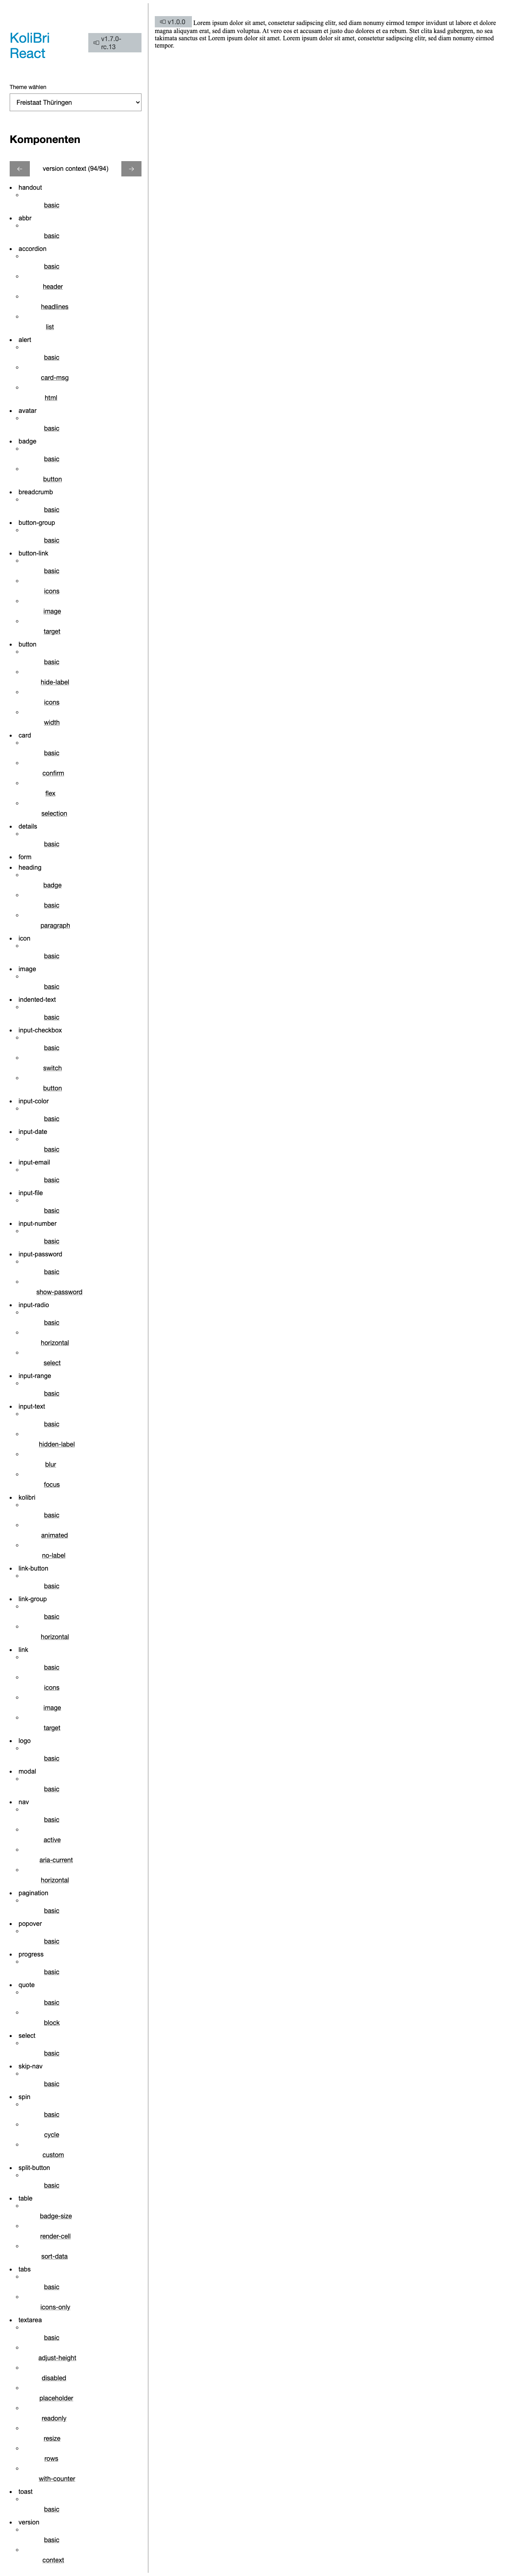 KoliBri
React
v1.7.0-
rc.13
Theme wählen
Freistaat Thüringen
Komponenten
← version context (94/94) →
handout
basic
abbr
basic
accordion
basic
header
headlines
list
alert
basic
card-msg
html
avatar
basic
badge
basic
button
breadcrumb
basic
button-group
basic
button-link
basic
icons
image
target
button
basic
hide-label
icons
width
card
basic
confirm
flex
selection
details
basic
form
heading
badge
basic
paragraph
icon
basic
image
basic
indented-text
basic
input-checkbox
basic
switch
button
input-color
basic
input-date
basic
input-email
basic
input-file
basic
input-number
basic
input-password
basic
show-password
input-radio
basic
horizontal
select
input-range
basic
input-text
basic
hidden-label
blur
focus
kolibri
basic
animated
no-label
link-button
basic
link-group
basic
horizontal
link
basic
icons
image
target
logo
basic
modal
basic
nav
basic
active
aria-current
horizontal
pagination
basic
popover
basic
progress
basic
quote
basic
block
select
basic
skip-nav
basic
spin
basic
cycle
custom
split-button
basic
table
badge-size
render-cell
sort-data
tabs
basic
icons-only
textarea
basic
adjust-height
disabled
placeholder
readonly
resize
rows
with-counter
toast
basic
version
basic
context
v1.0.0 Lorem ipsum dolor sit amet, consetetur sadipscing elitr, sed diam nonumy eirmod tempor invidunt ut labore et dolore
magna aliquyam erat, sed diam voluptua. At vero eos et accusam et justo duo dolores et ea rebum. Stet clita kasd gubergren, no sea
takimata sanctus est Lorem ipsum dolor sit amet. Lorem ipsum dolor sit amet, consetetur sadipscing elitr, sed diam nonumy eirmod
tempor.